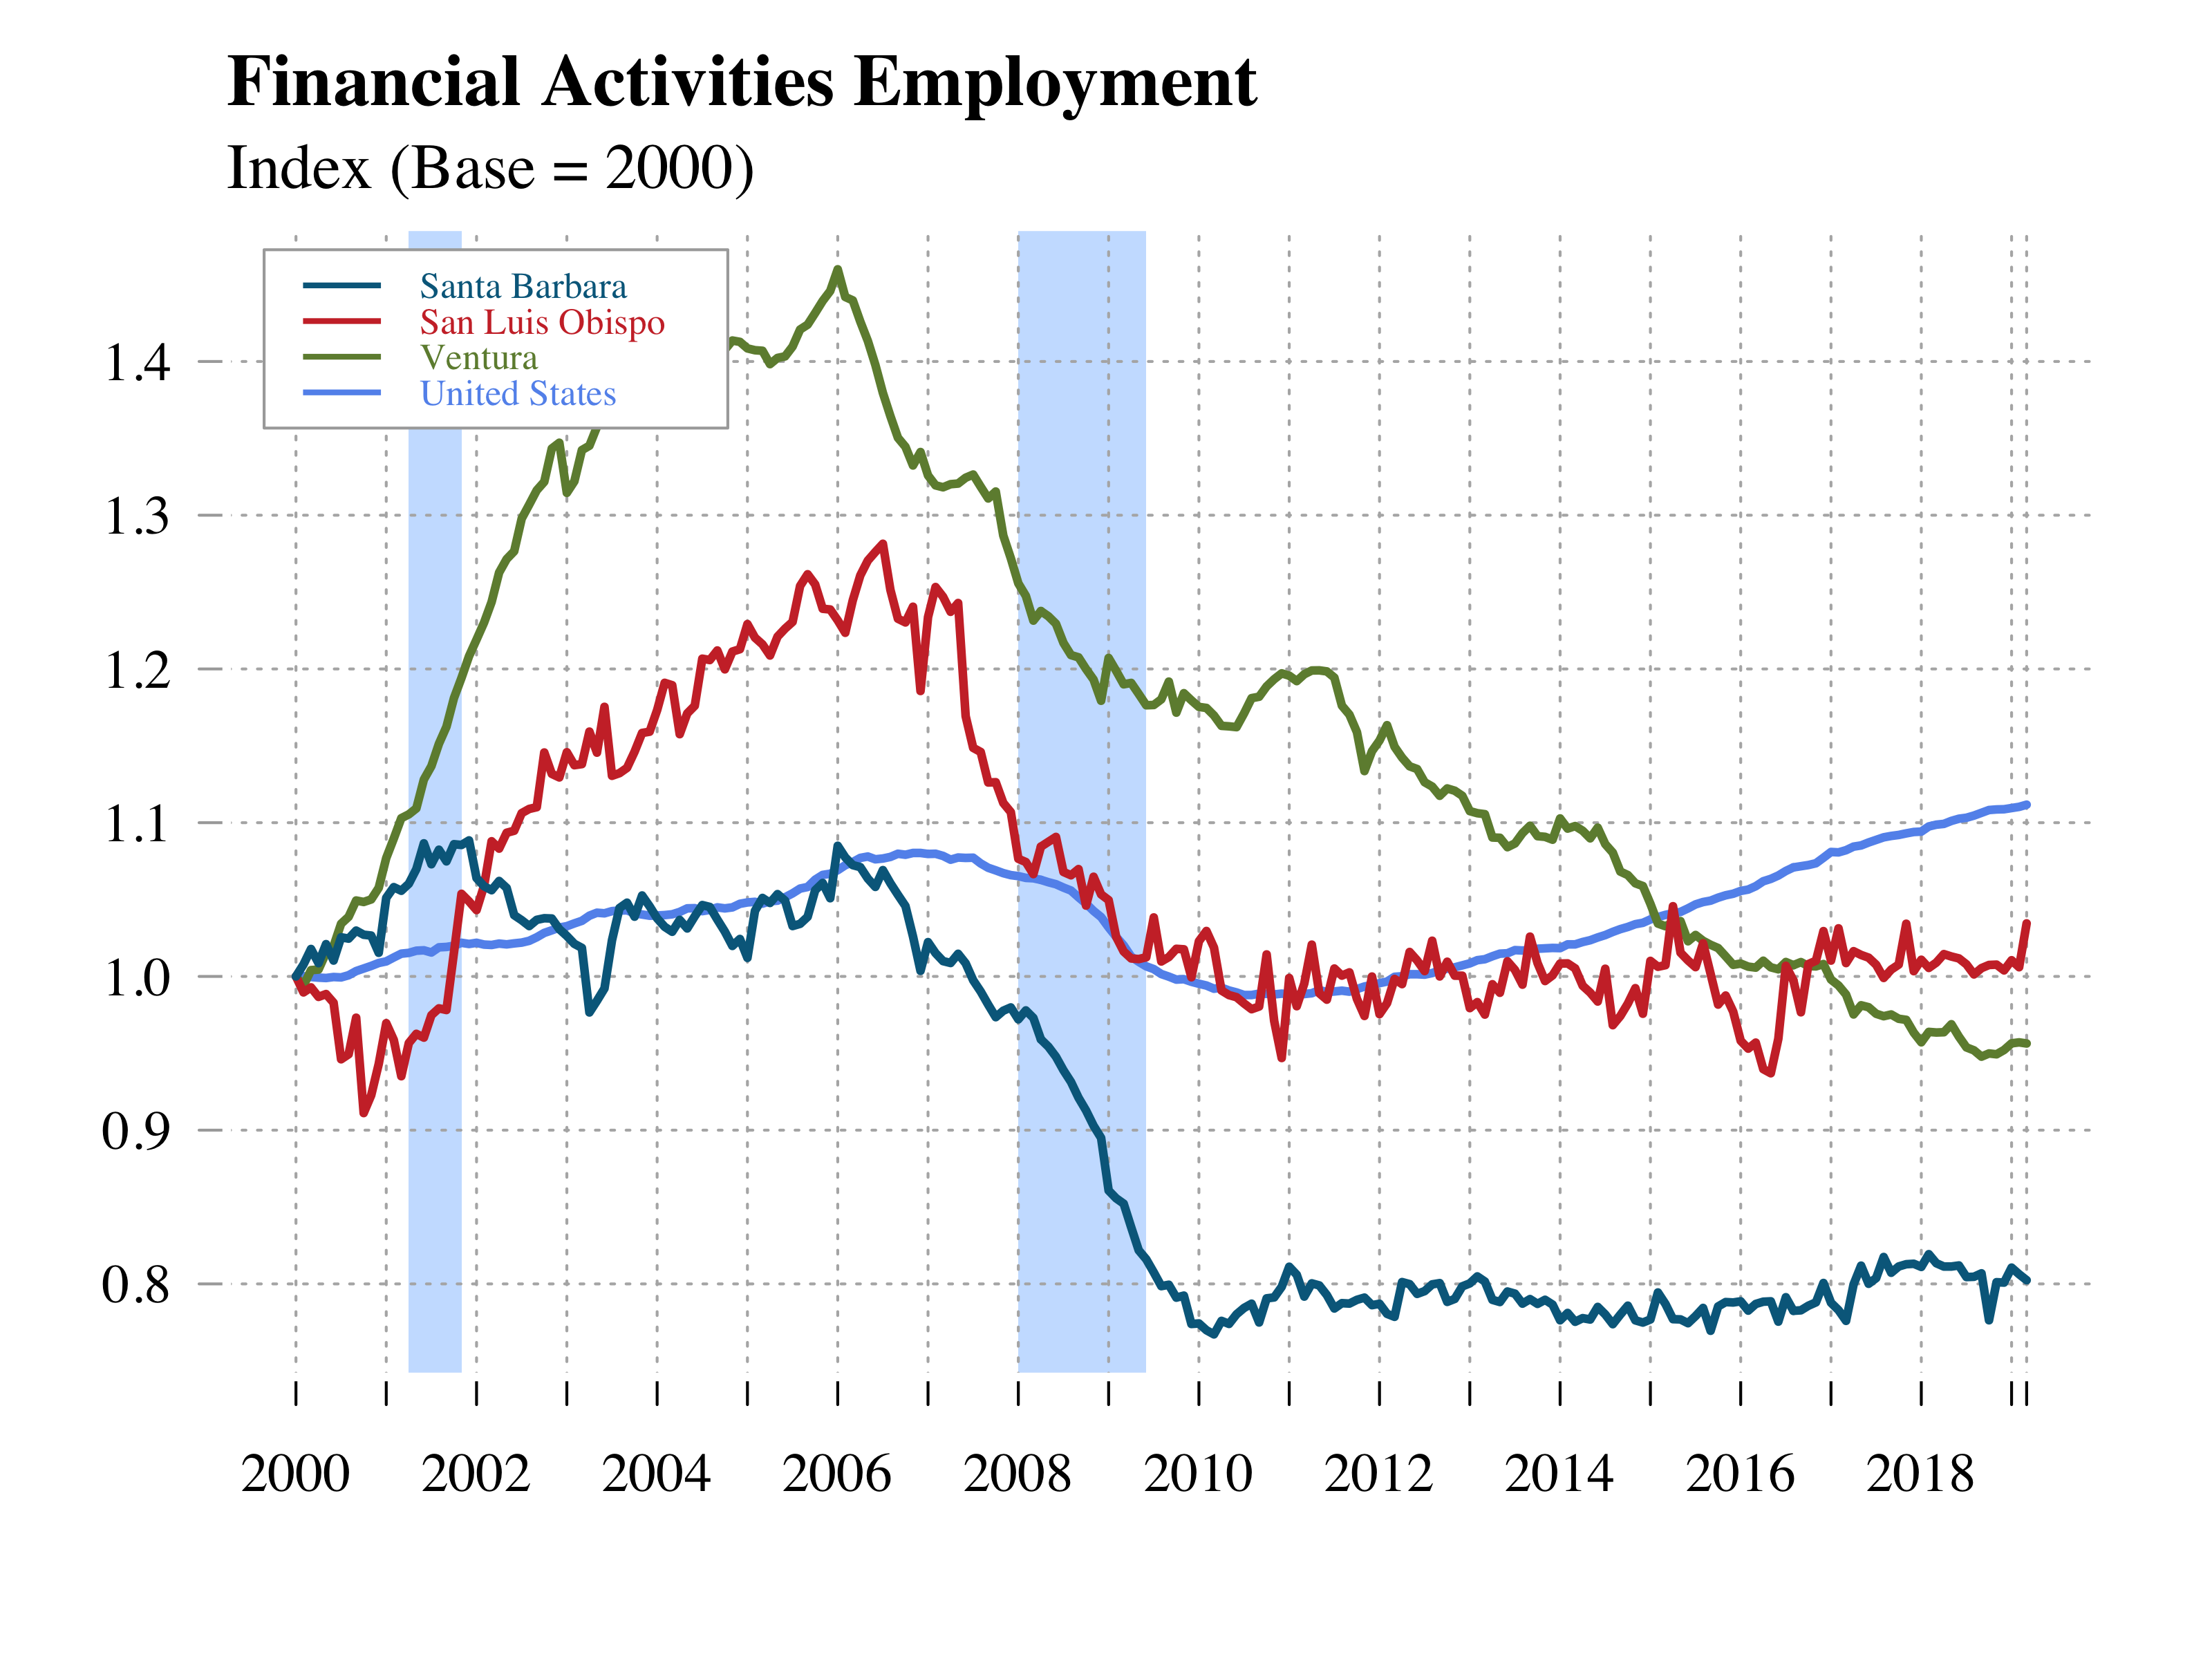 Financial Activities Employment
Index (Base = 2000)
Santa Barbara
San Luis Obispo
Ventura
United States
1.4
1.3
1.2
1.1
1.0
0.9
0.8
2000 2002 2004 2006 2008 2010 2012 2014 2016 2018